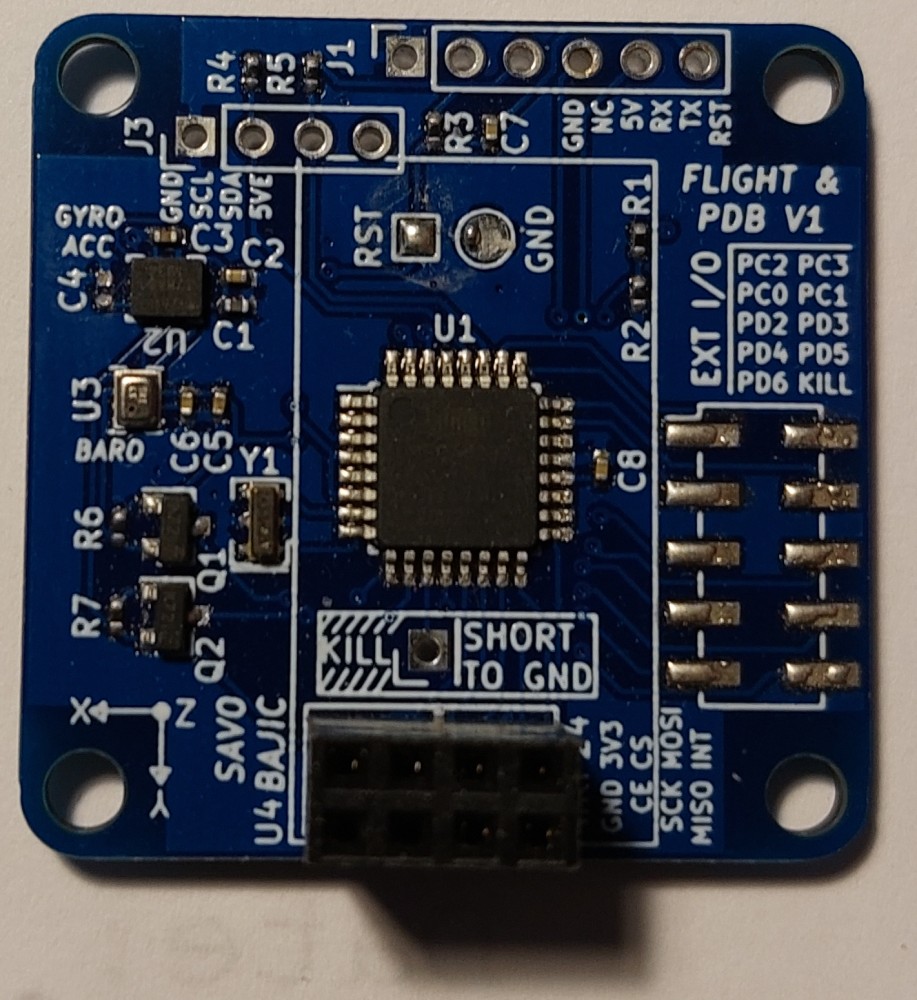 R7
R6
BARO
U3
C4
GYRO
ACC
J3
X
Y
Z
Q2
Q1
C6
C5
C1
C3
C2
GND
SCL
SDA
5VE
R4
R5
J1
SAVO
BAJIC
U4
Y1
KILL
SHORT
TO GND
RST
GND
U1
R3
C7
C8
R2
R1
GND 3V3
CE CS
SCK MOSI
MISO INT
GND
NC
5V
RX
TX
RST
EXT I/O
PC2 PC3
PC0 PC1
PD2 PD3
PD4 PD5
PD6 KILL
FLIGHT &
PDB V1